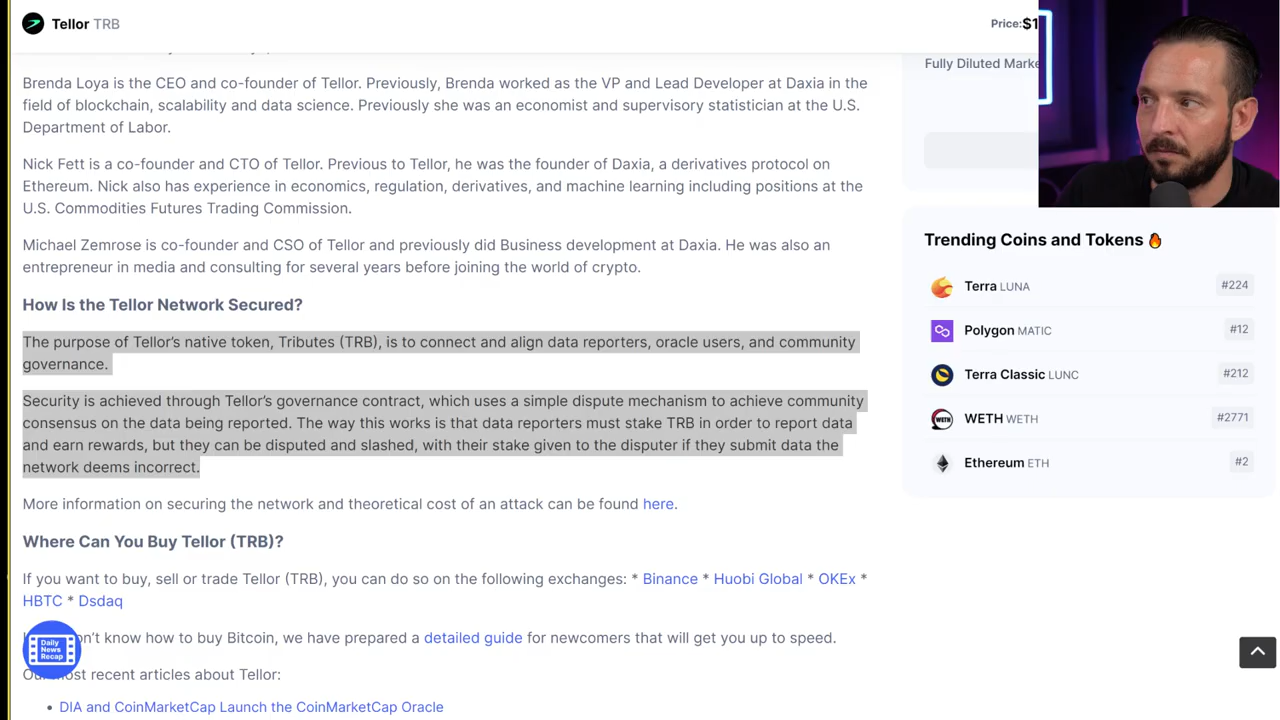 Tellor TRB
Price:$1
Brenda Loya is the CEO and co-founder of Tellor. Previously, Brenda worked as the VP and Lead Developer at Daxia in the
field of blockchain, scalability and data science. Previously she was an economist and supervisory statistician at the U.S.
Department of Labor.
Nick Fett is a co-founder and CTO of Tellor. Previous to Tellor, he was the founder of Daxia, a derivatives protocol on
Ethereum. Nick also has experience in economics, regulation, derivatives, and machine learning including positions at the
U.S. Commodities Futures Trading Commission.
Michael Zemrose is co-founder and CSO of Tellor and previously did Business development at Daxia. He was also an
entrepreneur in media and consulting for several years before joining the world of crypto.
How Is the Tellor Network Secured?
The purpose of Tellor's native token, Tributes (TRB), is to connect and align data reporters, oracle users, and community
governance.
Security is achieved through Tellor's governance contract, which uses a simple dispute mechanism to achieve community
consensus on the data being reported. The way this works is that data reporters must stake TRB in order to report data
and earn rewards, but they can be disputed and slashed, with their stake given to the disputer if they submit data the
network deems incorrect.
More information on securing the network and theoretical cost of an attack can be found here.
Where Can You Buy Tellor (TRB)?
If you want to buy, sell or trade Tellor (TRB), you can do so on the following exchanges: * Binance * Huobi Global * OKEx *
HBTC * Dsdaq
don't know how to buy Bitcoin, we have prepared a detailed guide for newcomers that will get you up to speed.
most recent articles about Tellor:
• DIA and CoinMarketCap Launch the CoinMarketCap Oracle
Daily
News
Recap
Fully Diluted Marke
Trending Coins and Tokens 🔥
Terra LUNA #224
Polygon MATIC #12
Terra Classic LUNC #212
WETH WETH #2771
Ethereum ETH #2